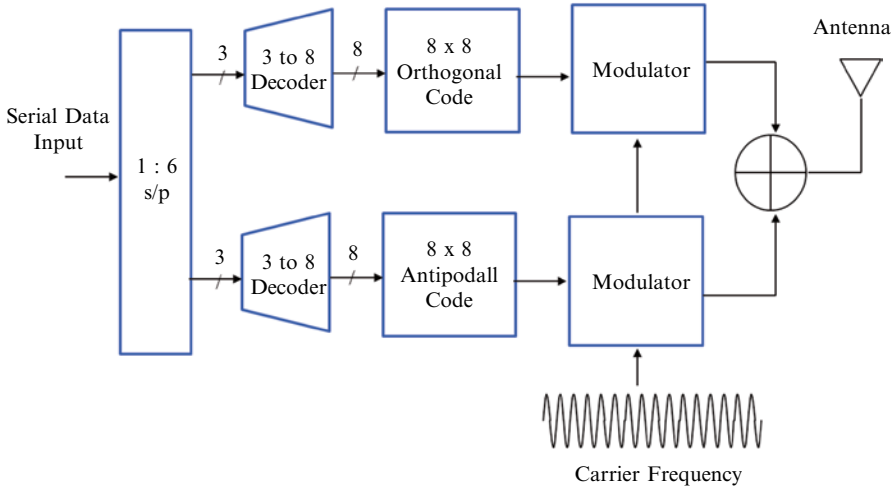 Serial Data
Input
1 : 6
s/p
3
3 to 8
Decoder
8
8 x 8
Orthogonal
Code
Modulator
Antenna
3
3 to 8
Decoder
8
8 x 8
Antipodall
Code
Modulator
Carrier Frequency